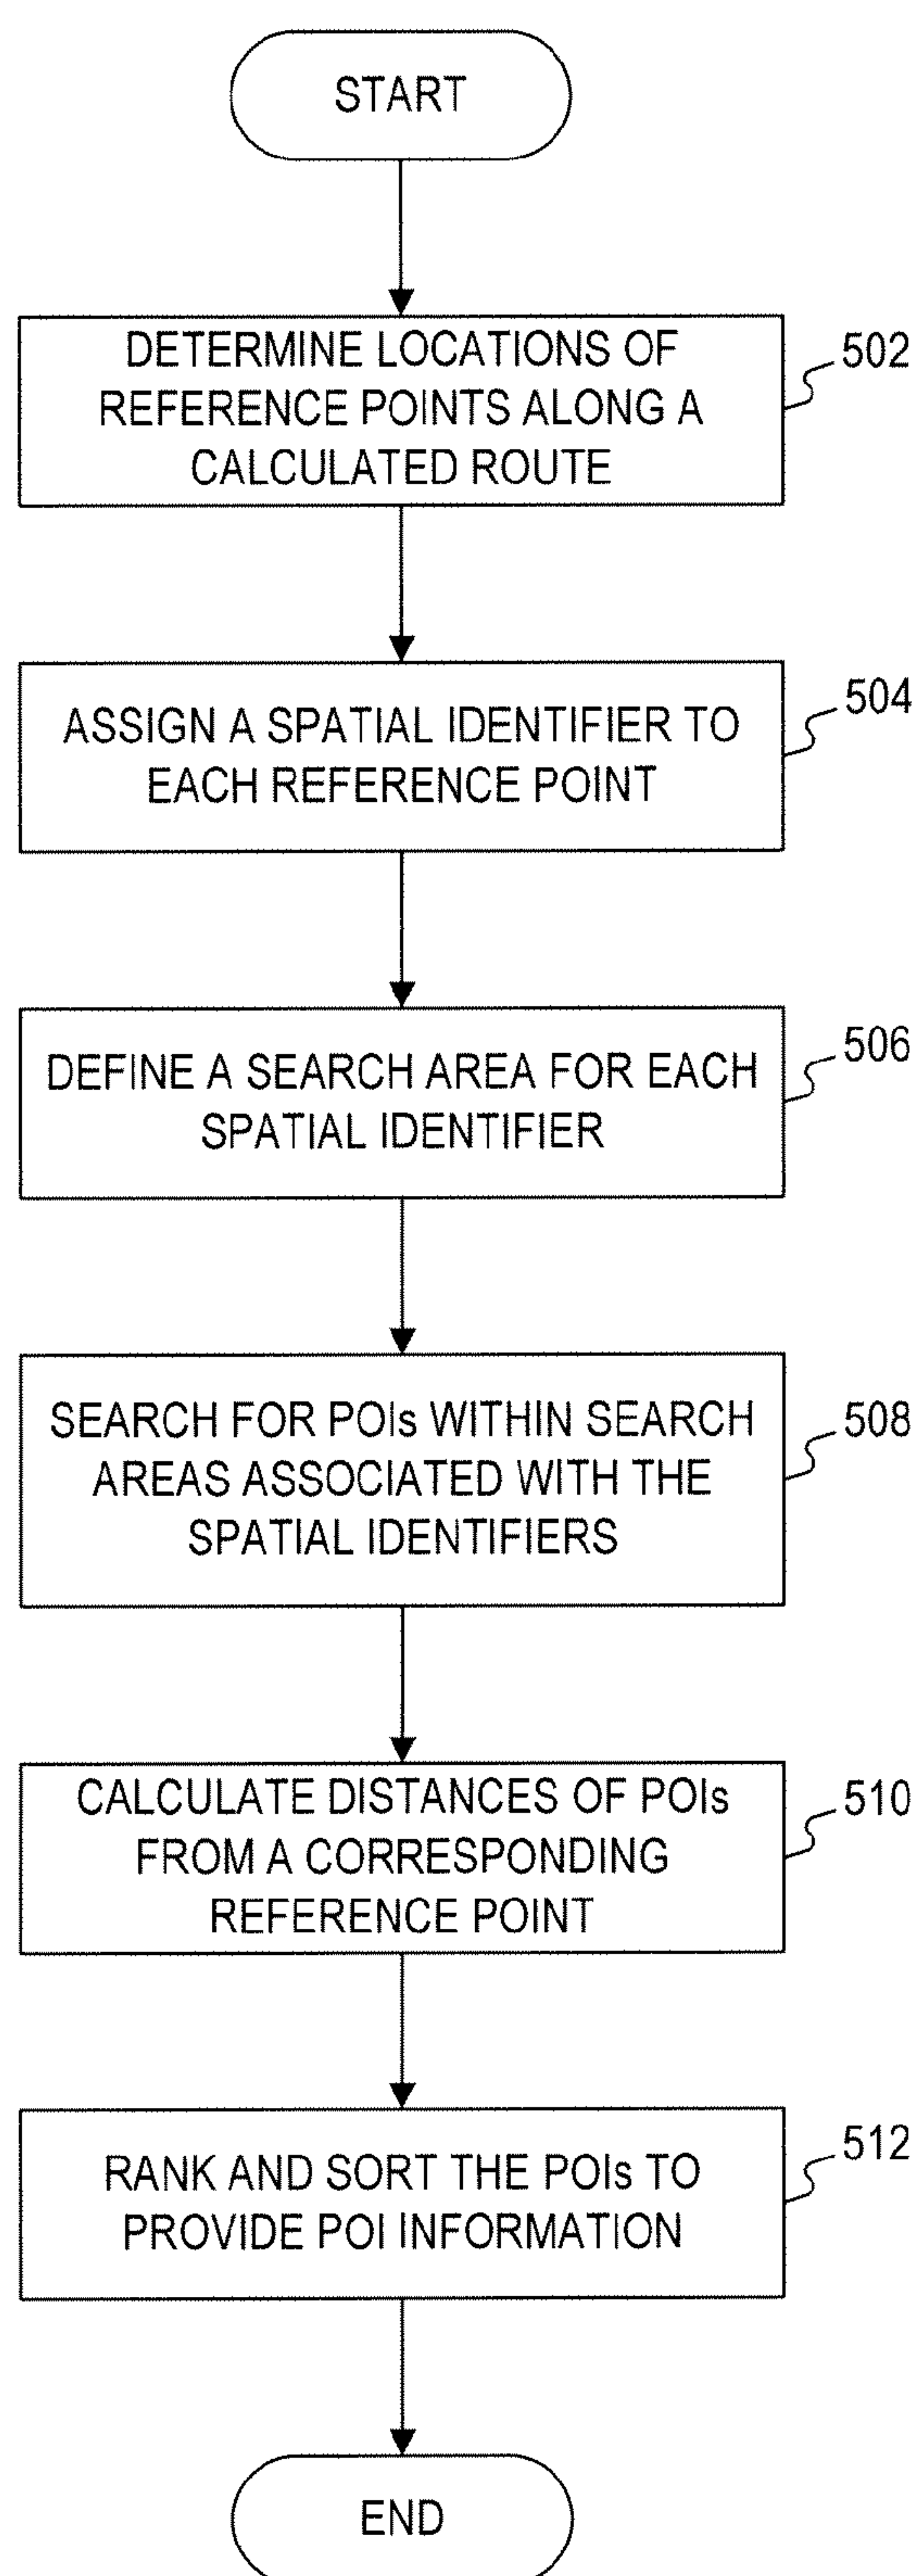 START
DETERMINE LOCATIONS OF
REFERENCE POINTS ALONG A
CALCULATED ROUTE
502
ASSIGN A SPATIAL IDENTIFIER TO
EACH REFERENCE POINT
504
DEFINE A SEARCH AREA FOR EACH
SPATIAL IDENTIFIER
506
SEARCH FOR POIs WITHIN SEARCH
AREAS ASSOCIATED WITH THE
SPATIAL IDENTIFIERS
508
CALCULATE DISTANCES OF POIs
FROM A CORRESPONDING
REFERENCE POINT
510
RANK AND SORT THE POIs TO
PROVIDE POI INFORMATION
512
END